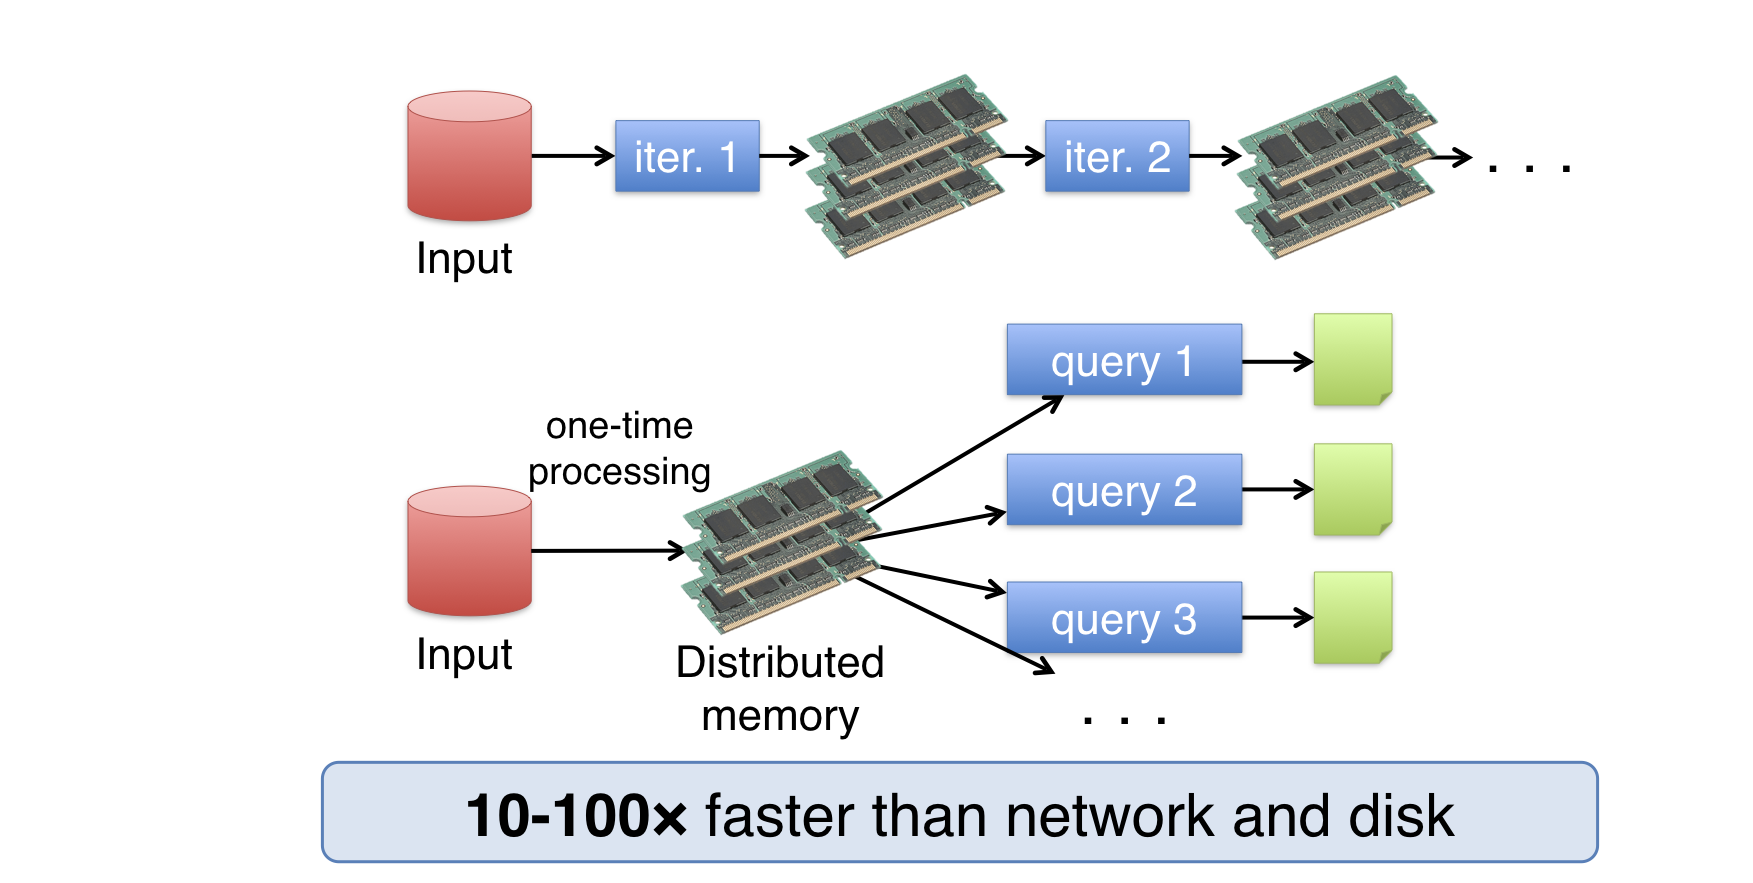 iter. 1
iter. 2
. . .
Input
query 1
one-time
processing
query 2
query 3
Input
Distributed
memory
. . .
10-100× faster than network and disk